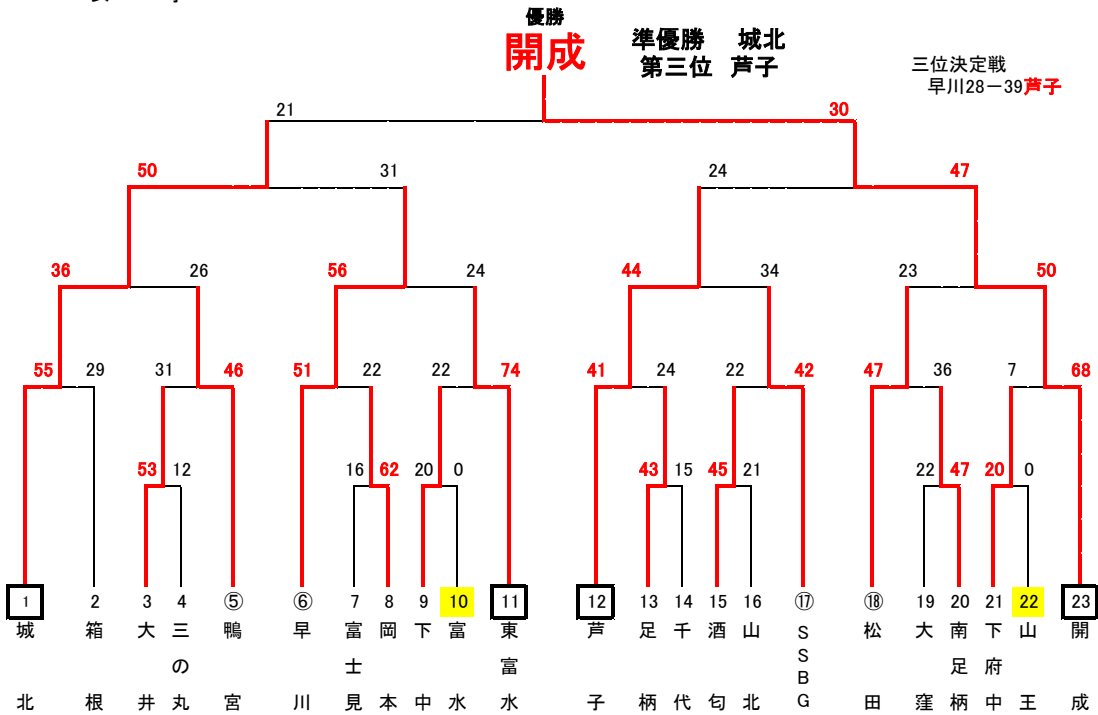 優勝
開成
準優勝 城北
第三位 芦子
三位決定戦
早川28－39芦子
21 30
50 31 24 47
36 26 56 24 44 34 23 50
55 29 31 46 51 22 22 74 41 24 22 42 47 36 7 68
53 12 16 62 20 0 43 15 45 21 22 47 20 0
1 2 3 4 ⑤ ⑥ 7 8 9 10 11 12 13 14 15 16 ⑰ ⑱ 19 20 21 22 23
城北
箱根
大井
三の丸
鴨宮
早川
富士見
岡本
下中
富水
東富水
芦子
足柄
千代
酒匂
山北
SSBG
松田
大窪
南足柄
下府中
山王
開成